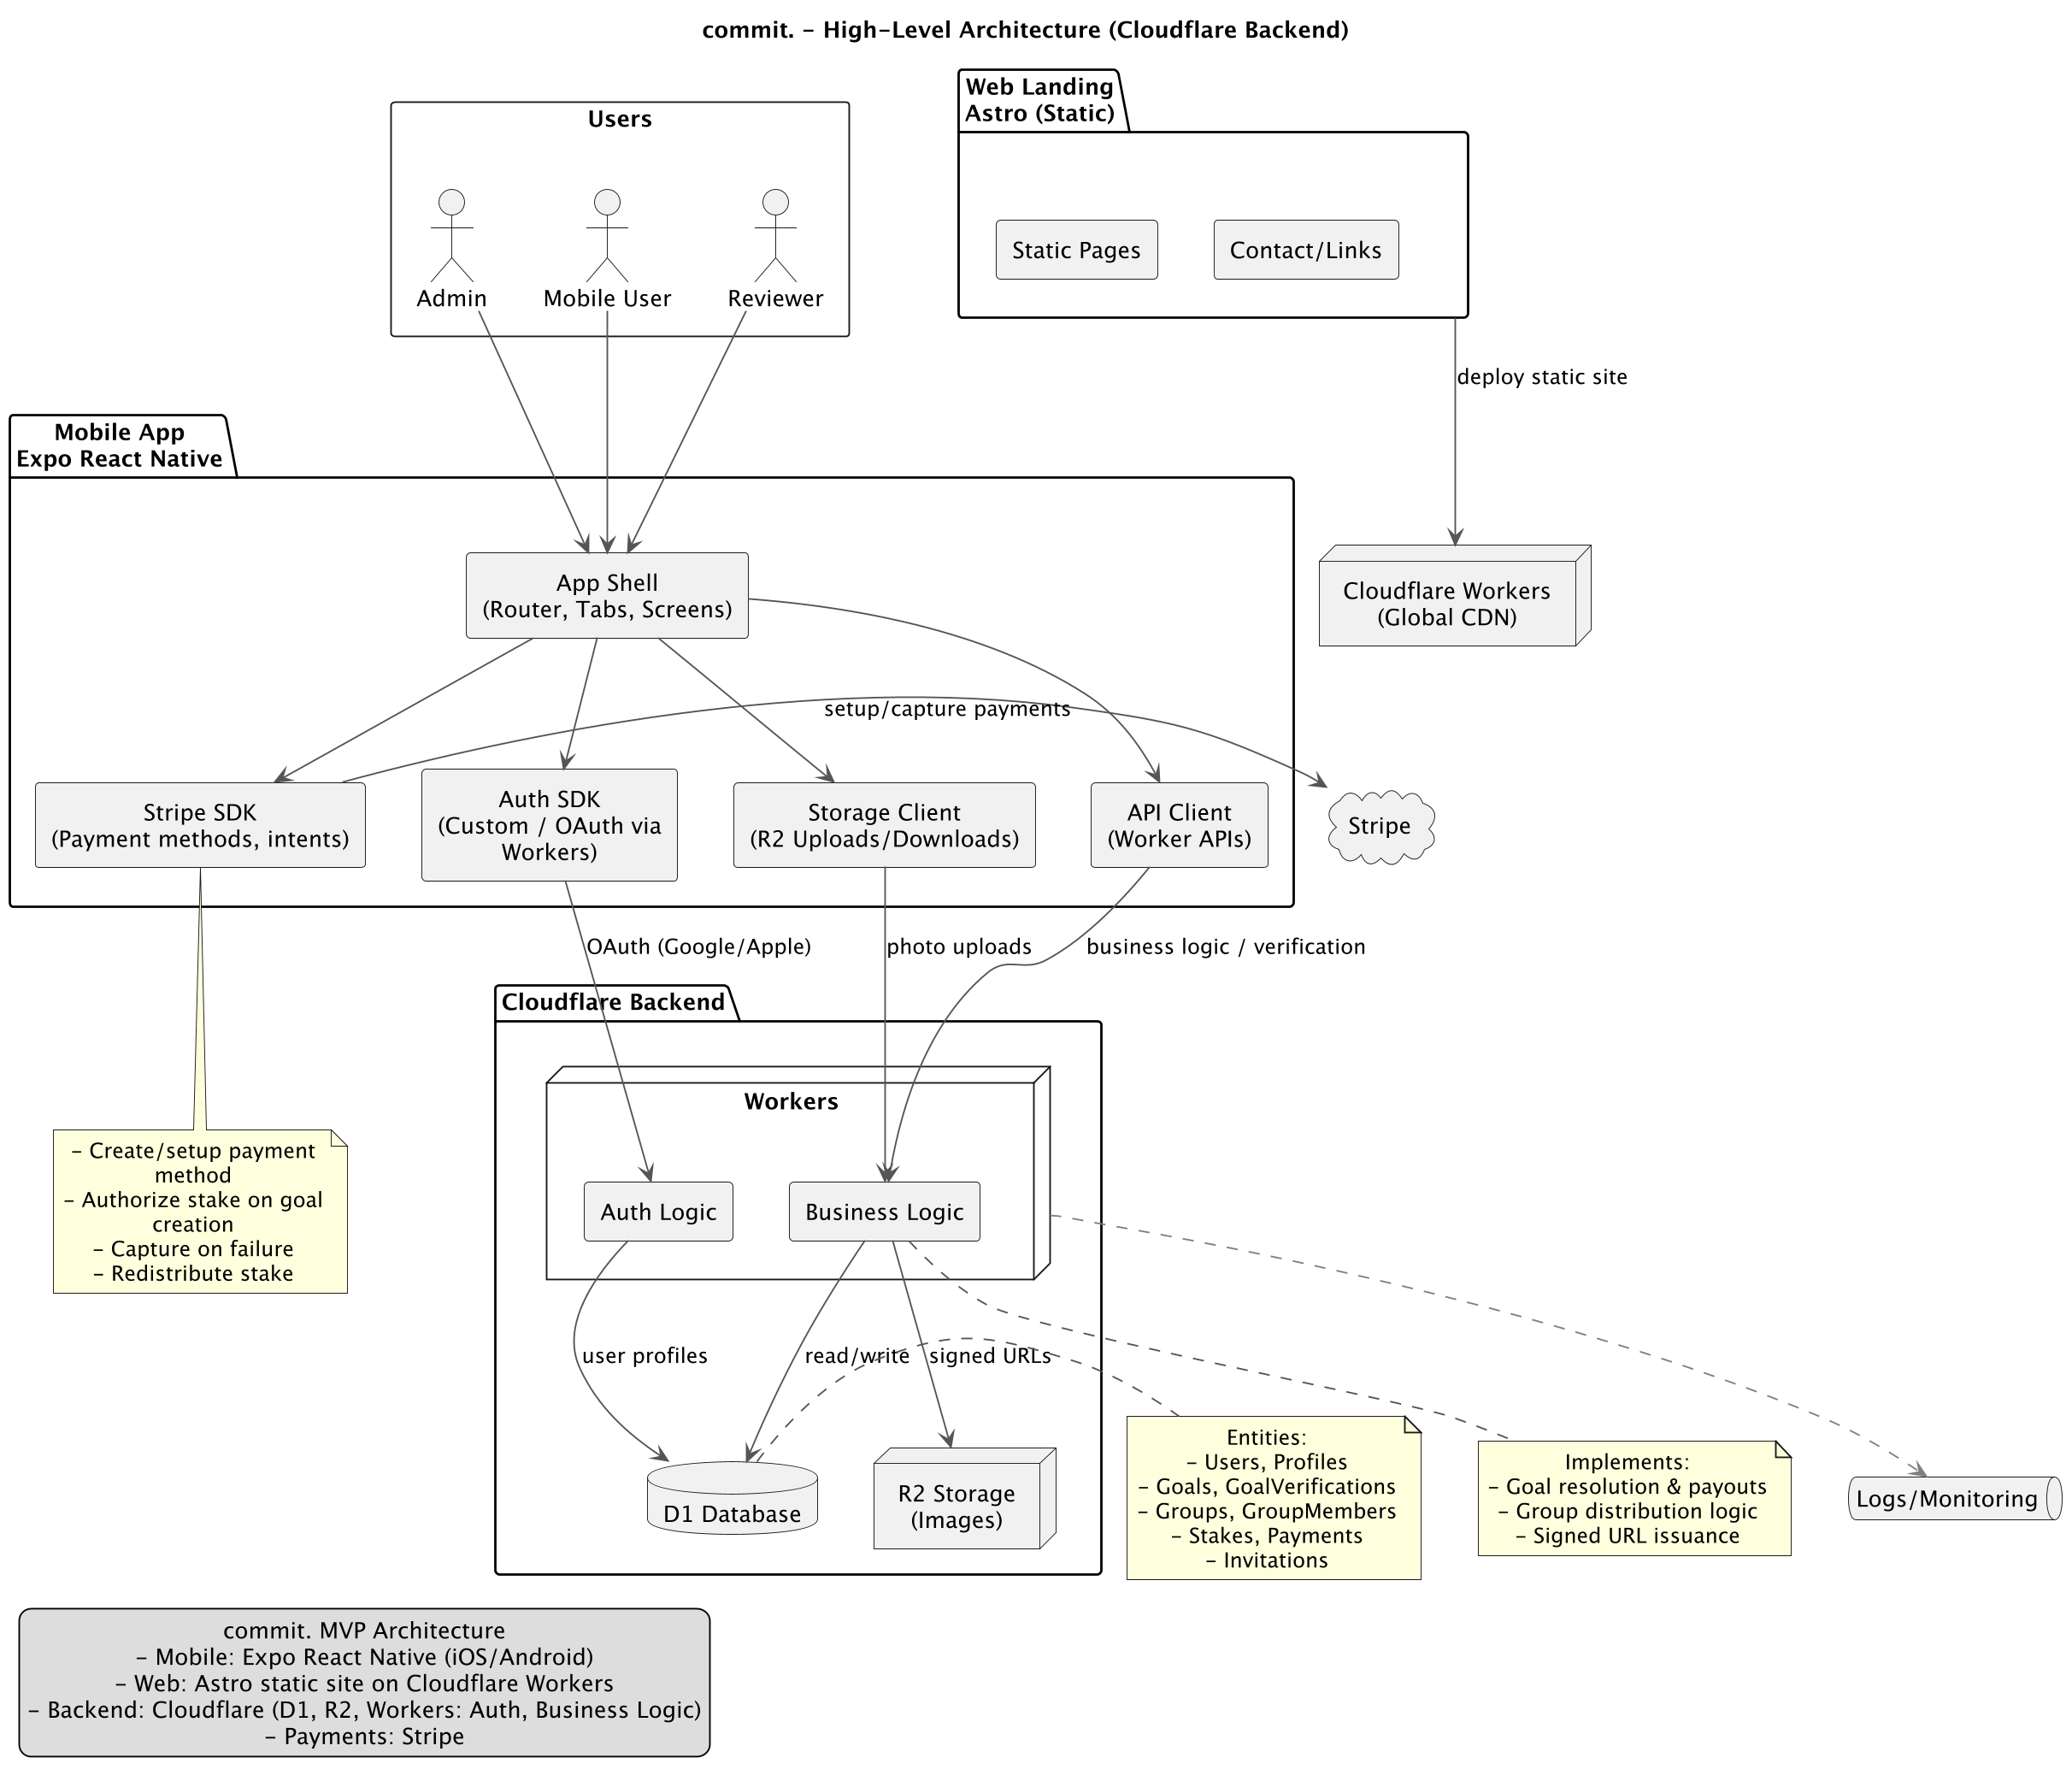 commit. - High-Level Architecture (Cloudflare Backend)
Users
Admin
Mobile User
Reviewer
Web Landing
Astro (Static)
Static Pages
Contact/Links
deploy static site
Cloudflare Workers
(Global CDN)
Mobile App
Expo React Native
App Shell
(Router, Tabs, Screens)
setup/capture payments
Stripe SDK
(Payment methods, intents)
Auth SDK
(Custom / OAuth via
Workers)
Storage Client
(R2 Uploads/Downloads)
API Client
(Worker APIs)
Stripe
OAuth (Google/Apple)
photo uploads
business logic / verification
- Create/setup payment
method
- Authorize stake on goal
creation
- Capture on failure
- Redistribute stake
Cloudflare Backend
Workers
Auth Logic
Business Logic
user profiles
read/write
signed URLs
D1 Database
R2 Storage
(Images)
Entities:
- Users, Profiles
- Goals, GoalVerifications
- Groups, GroupMembers
- Stakes, Payments
- Invitations
Implements:
- Goal resolution & payouts
- Group distribution logic
- Signed URL issuance
Logs/Monitoring
commit. MVP Architecture
- Mobile: Expo React Native (iOS/Android)
- Web: Astro static site on Cloudflare Workers
- Backend: Cloudflare (D1, R2, Workers: Auth, Business Logic)
- Payments: Stripe